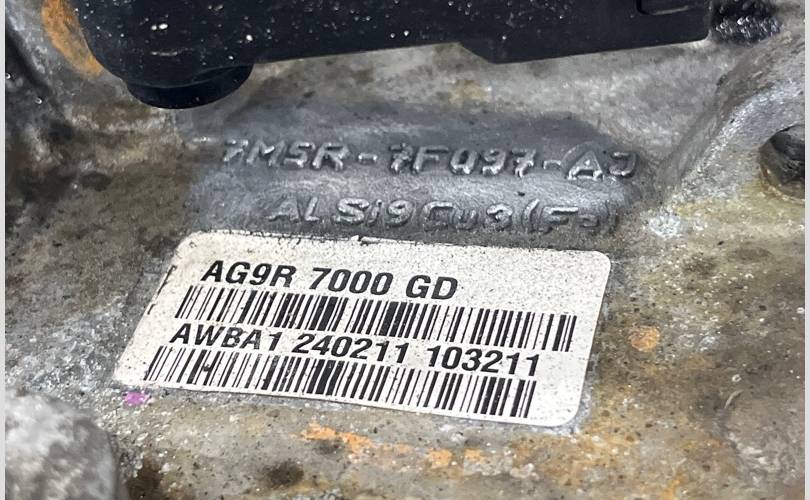 7M5R-7F097-AJ
ALSi9Cu3(Fe)
AG9R 7000 GD
AWBA1 240211 103211